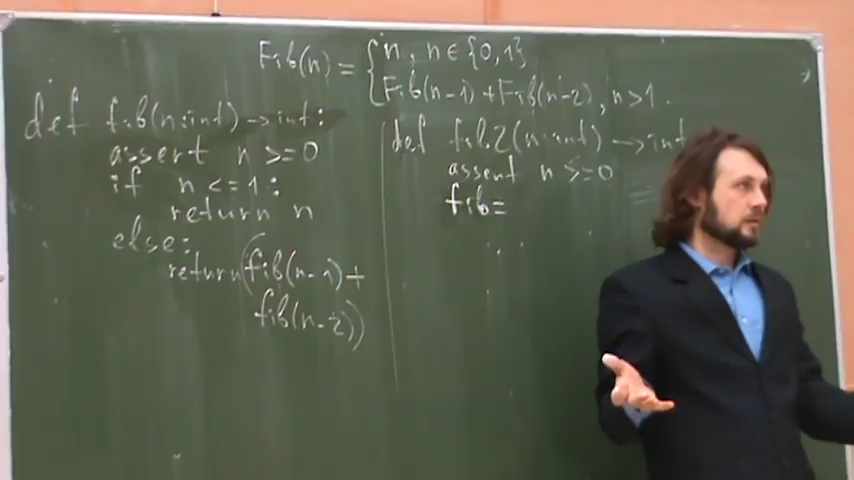 Fib(n) = { n, n ∈ {0,1}
Fib(n-1) + Fib(n-2), n>1.
def fib(n:int) → int:
assert n >= 0
if n <= 1:
return n
else:
return(fib(n-1)+
fib(n-2))
def fib2(n:int) → int
assert n >= 0
fib=